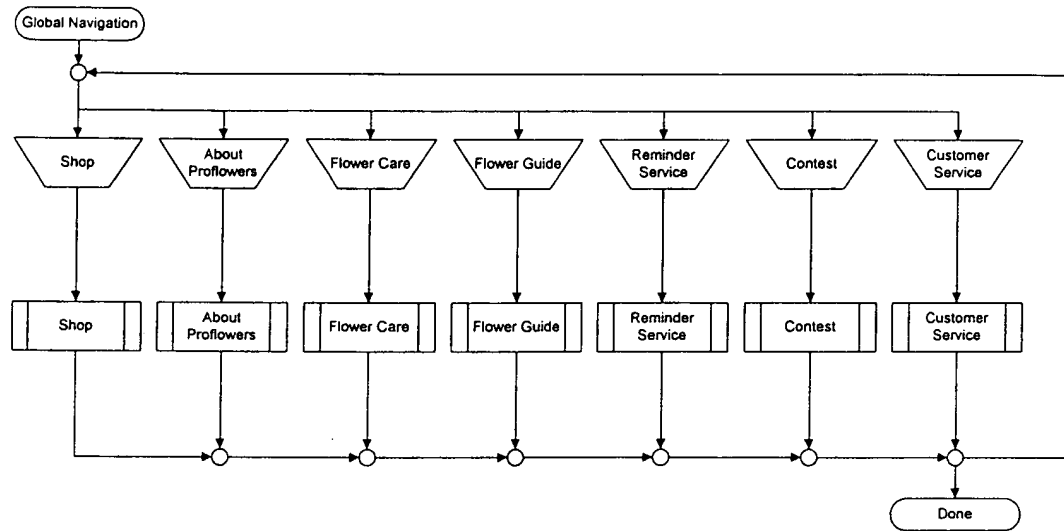 Global Navigation
Shop
About
Proflowers
Flower Care
Flower Guide
Reminder
Service
Contest
Customer
Service
Shop
About
Proflowers
Flower Care
Flower Guide
Reminder
Service
Contest
Customer
Service
Done